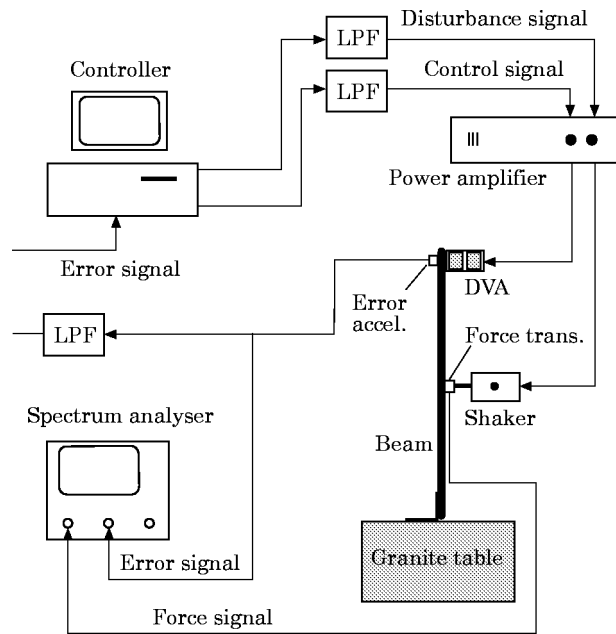 Disturbance signal
LPF
Controller
Control signal
LPF
Power amplifier
Error signal
DVA
Error
accel.
LPF
Force trans.
Shaker
Spectrum analyser
Beam
Granite table
Error signal
Force signal